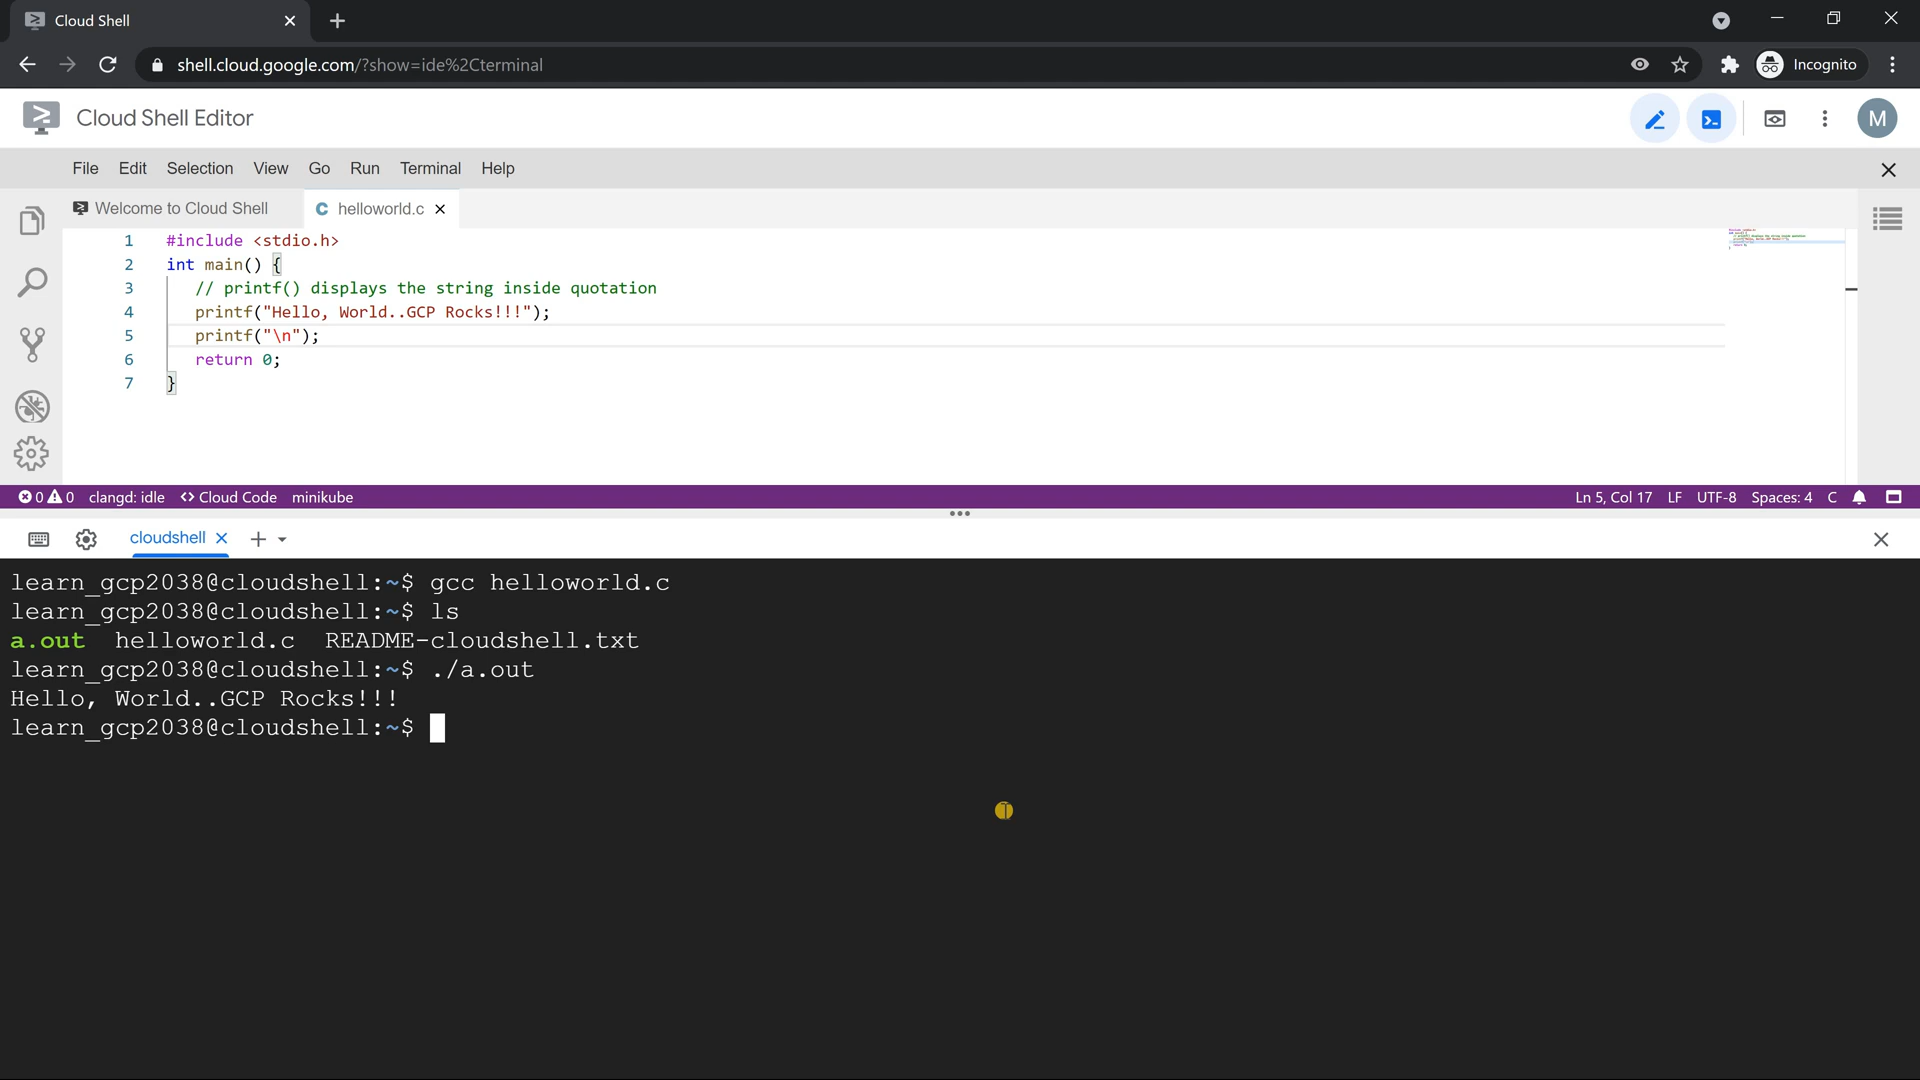 Cloud Shell
shell.cloud.google.com/?show=ide%2Cterminal
Incognito
Cloud Shell Editor
M
File Edit Selection View Go Run Terminal Help
Welcome to Cloud Shell
C helloworld.c
1 #include <stdio.h>
2 int main() {
3 // printf() displays the string inside quotation
4 printf("Hello, World..GCP Rocks!!!");
5 printf("\n");
6 return 0;
7 }
0 0 clangd: idle <> Cloud Code minikube
Ln 5, Col 17 LF UTF-8 Spaces: 4 C
cloudshell
learn_gcp2038@cloudshell:~$ gcc helloworld.c
learn_gcp2038@cloudshell:~$ ls
a.out helloworld.c README-cloudshell.txt
learn_gcp2038@cloudshell:~$ ./a.out
Hello, World..GCP Rocks!!!
learn_gcp2038@cloudshell:~$